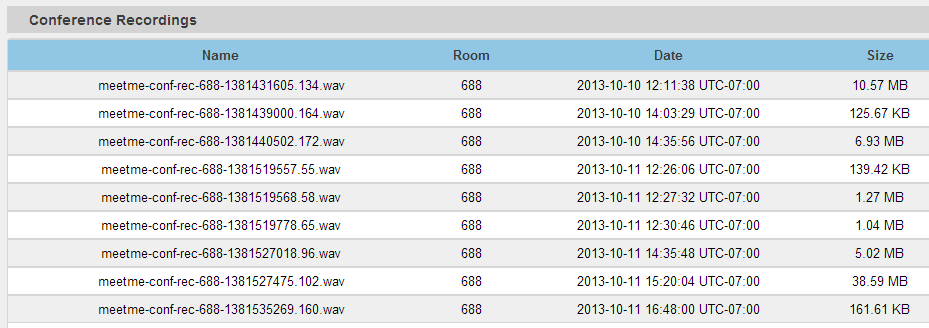 Conference Recordings
Name Room Date Size
meetme-conf-rec-688-1381431605.134.wav 688 2013-10-10 12:11:38 UTC-07:00 10.57 MB
meetme-conf-rec-688-1381439000.164.wav 688 2013-10-10 14:03:29 UTC-07:00 125.67 KB
meetme-conf-rec-688-1381440502.172.wav 688 2013-10-10 14:35:56 UTC-07:00 6.93 MB
meetme-conf-rec-688-1381519557.55.wav 688 2013-10-11 12:26:06 UTC-07:00 139.42 KB
meetme-conf-rec-688-1381519568.58.wav 688 2013-10-11 12:27:32 UTC-07:00 1.27 MB
meetme-conf-rec-688-1381519778.65.wav 688 2013-10-11 12:30:46 UTC-07:00 1.04 MB
meetme-conf-rec-688-1381527018.96.wav 688 2013-10-11 14:35:48 UTC-07:00 5.02 MB
meetme-conf-rec-688-1381527475.102.wav 688 2013-10-11 15:20:04 UTC-07:00 38.59 MB
meetme-conf-rec-688-1381535269.160.wav 688 2013-10-11 16:48:00 UTC-07:00 161.61 KB